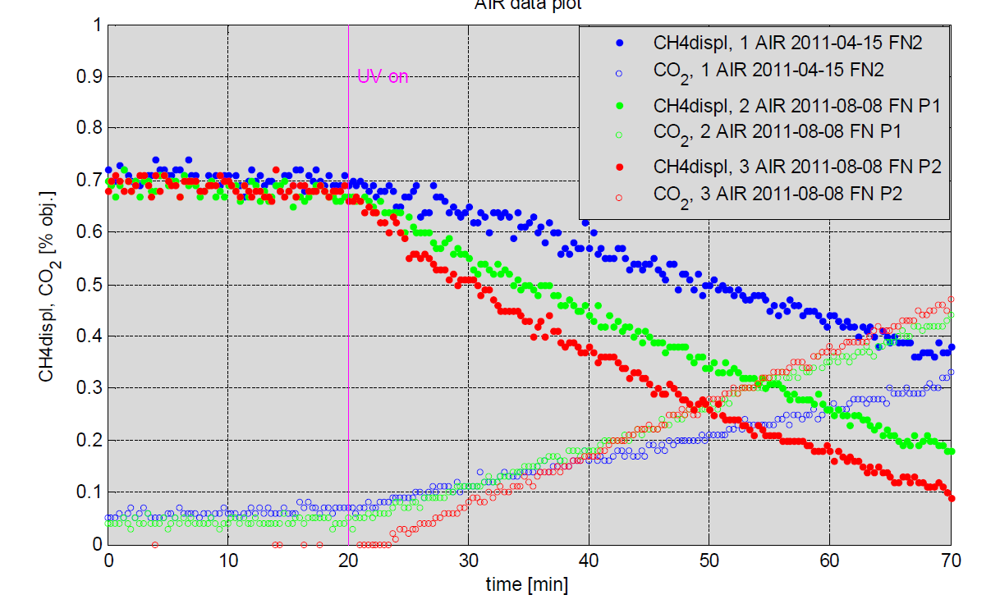 AIR data plot
1
0.9
0.8
0.7
0.6
0.5
0.4
0.3
0.2
0.1
0
CH4displ, CO2 [% obj.]
UV on
CH4displ, 1 AIR 2011-04-15 FN2
CO2, 1 AIR 2011-04-15 FN2
CH4displ, 2 AIR 2011-08-08 FN P1
CO2, 2 AIR 2011-08-08 FN P1
CH4displ, 3 AIR 2011-08-08 FN P2
CO2, 3 AIR 2011-08-08 FN P2
0 10 20 30 40 50 60 70
time [min]